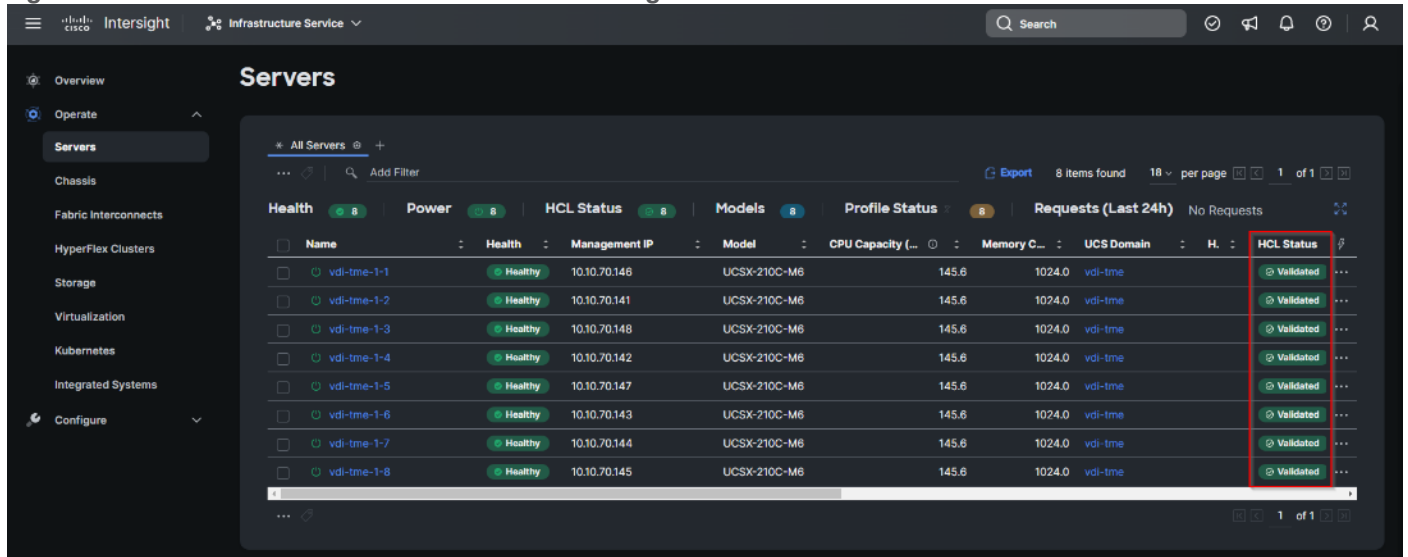 cisco Intersight Infrastructure Service Search
Overview
Operate
Servers
Chassis
Fabric Interconnects
HyperFlex Clusters
Storage
Virtualization
Kubernetes
Integrated Systems
Configure
Servers
All Servers +
... Add Filter Export 8 items found 18 per page 1 of 1
Health 8 Power 8 HCL Status 8 Models 8 Profile Status 8 Requests (Last 24h) No Requests
Name Health Management IP Model CPU Capacity (... Memory C... UCS Domain H. HCL Status
vdi-tme-1-1 Healthy 10.10.70.146 UCSX-210C-M6 145.6 1024.0 vdi-tme Validated ...
vdi-tme-1-2 Healthy 10.10.70.141 UCSX-210C-M6 145.6 1024.0 vdi-tme Validated ...
vdi-tme-1-3 Healthy 10.10.70.148 UCSX-210C-M6 145.6 1024.0 vdi-tme Validated ...
vdi-tme-1-4 Healthy 10.10.70.142 UCSX-210C-M6 145.6 1024.0 vdi-tme Validated ...
vdi-tme-1-5 Healthy 10.10.70.147 UCSX-210C-M6 145.6 1024.0 vdi-tme Validated ...
vdi-tme-1-6 Healthy 10.10.70.143 UCSX-210C-M6 145.6 1024.0 vdi-tme Validated ...
vdi-tme-1-7 Healthy 10.10.70.144 UCSX-210C-M6 145.6 1024.0 vdi-tme Validated ...
vdi-tme-1-8 Healthy 10.10.70.145 UCSX-210C-M6 145.6 1024.0 vdi-tme Validated ...
... 1 of 1